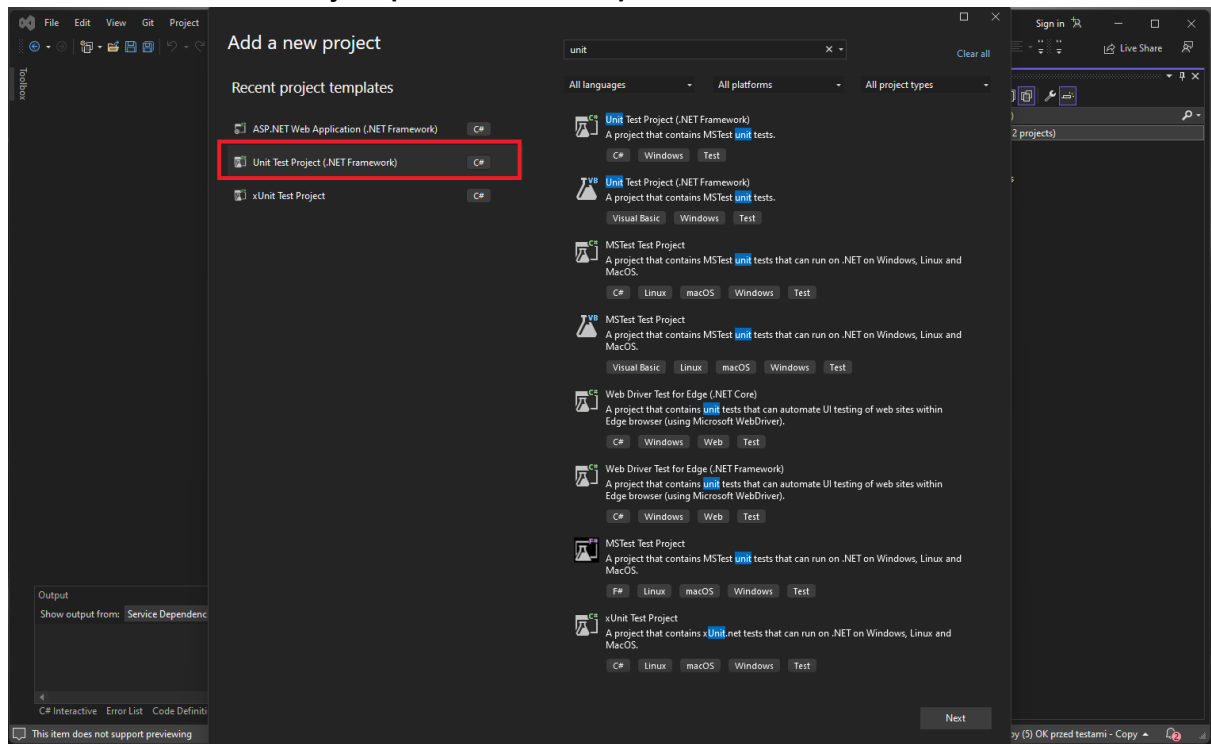 File Edit View Git Project
Sign in
Live Share
Toolbox
Add a new project
unit
Clear all
Recent project templates
All languages
All platforms
All project types
ASP.NET Web Application (.NET Framework) C#
Unit Test Project (.NET Framework) C#
xUnit Test Project C#
Unit Test Project (.NET Framework)
A project that contains MSTest unit tests.
C# Windows Test
Unit Test Project (.NET Framework)
A project that contains MSTest unit tests.
Visual Basic Windows Test
MSTest Test Project
A project that contains MSTest unit tests that can run on .NET on Windows, Linux and
MacOS.
C# Linux macOS Windows Test
MSTest Test Project
A project that contains MSTest unit tests that can run on .NET on Windows, Linux and
MacOS.
Visual Basic Linux macOS Windows Test
Web Driver Test for Edge (.NET Core)
A project that contains unit tests that can automate UI testing of web sites within
Edge browser (using Microsoft WebDriver).
C# Windows Web Test
Web Driver Test for Edge (.NET Framework)
A project that contains unit tests that can automate UI testing of web sites within
Edge browser (using Microsoft WebDriver).
C# Windows Web Test
MSTest Test Project
A project that contains MSTest unit tests that can run on .NET on Windows, Linux and
MacOS.
F# Linux macOS Windows Test
xUnit Test Project
A project that contains xUnit.net tests that can run on .NET on Windows, Linux and
MacOS.
C# Linux macOS Windows Test
Next
2 projects)
Output
Show output from: Service Dependenc
C# Interactive Error List Code Definiti
This item does not support previewing
py (5) OK przed testami - Copy
2